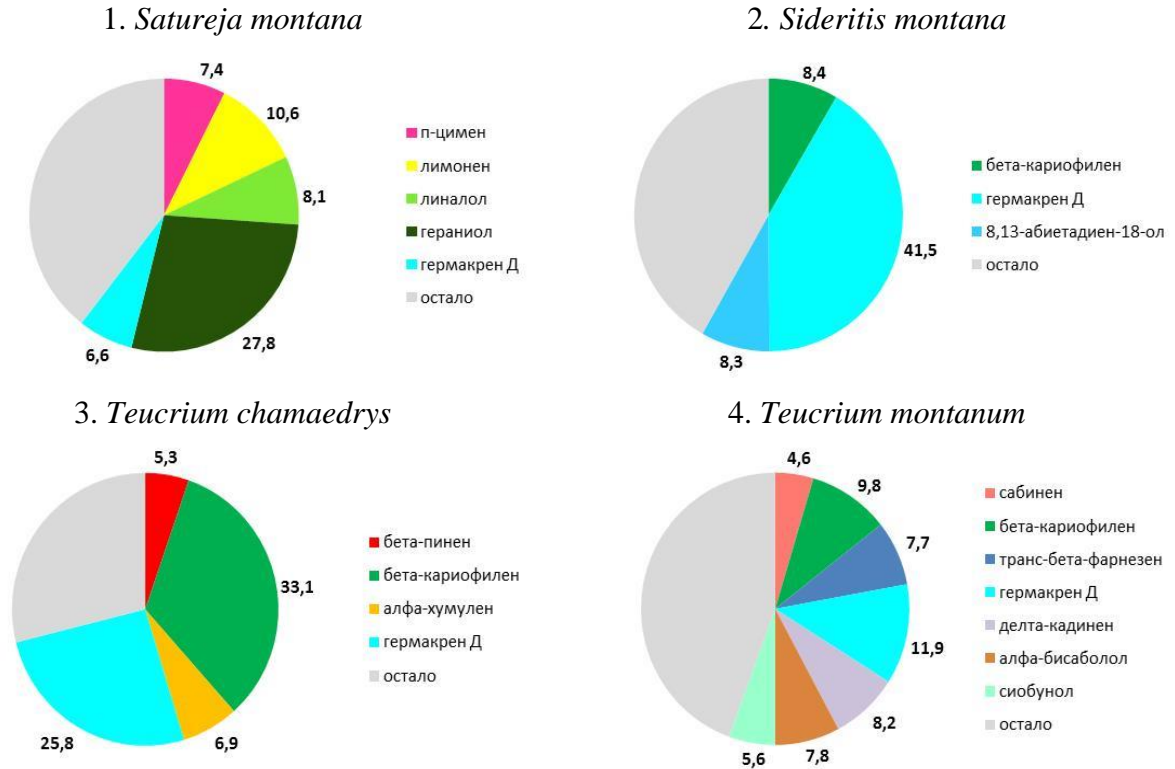 1. Satureja montana
7,4
10,6
8,1
27,8
6,6
п-цимен
лимонен
линалол
гераниол
гермакрен Д
остало
2. Sideritis montana
8,4
41,5
8,3
бета-кариофилен
гермакрен Д
8,13-абиетадиен-18-ол
остало
3. Teucrium chamaedrys
5,3
33,1
6,9
25,8
бета-пинен
бета-кариофилен
алфа-хумулен
гермакрен Д
остало
4. Teucrium montanum
4,6
9,8
7,7
11,9
8,2
7,8
5,6
сабинен
бета-кариофилен
транс-бета-фарнезен
гермакрен Д
делта-кадинен
алфа-бисаболол
сиобунол
остало